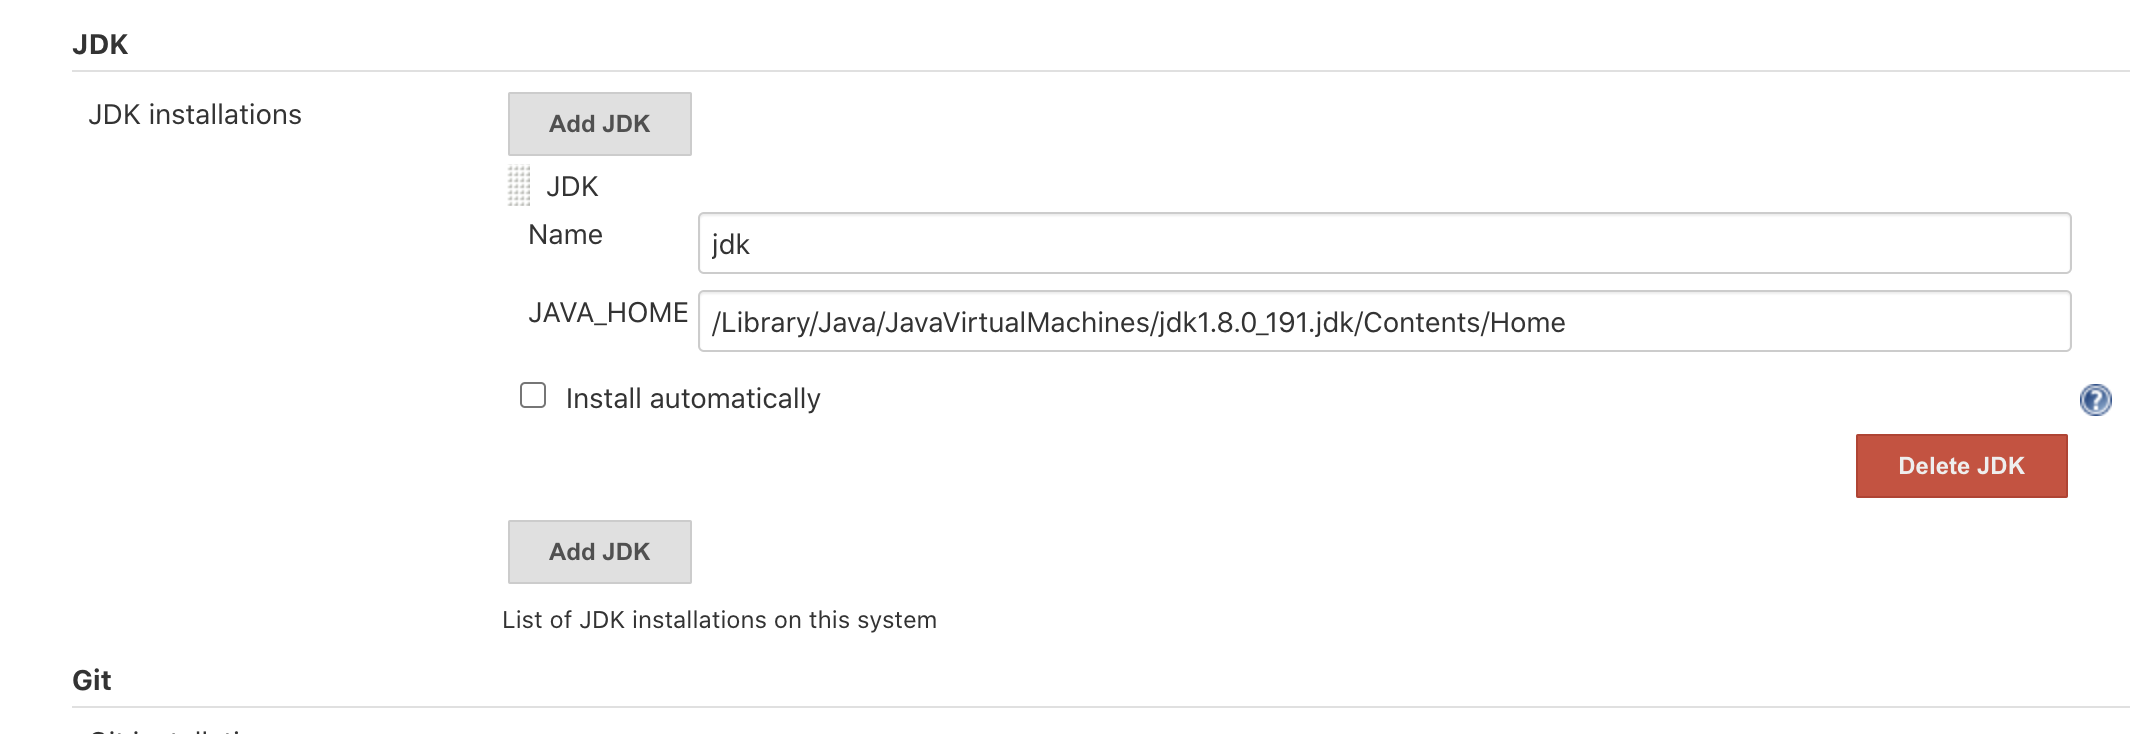 JDK
JDK installations
Add JDK
JDK
Name
jdk
JAVA_HOME
/Library/Java/JavaVirtualMachines/jdk1.8.0_191.jdk/Contents/Home
Install automatically
?
Delete JDK
Add JDK
List of JDK installations on this system
Git